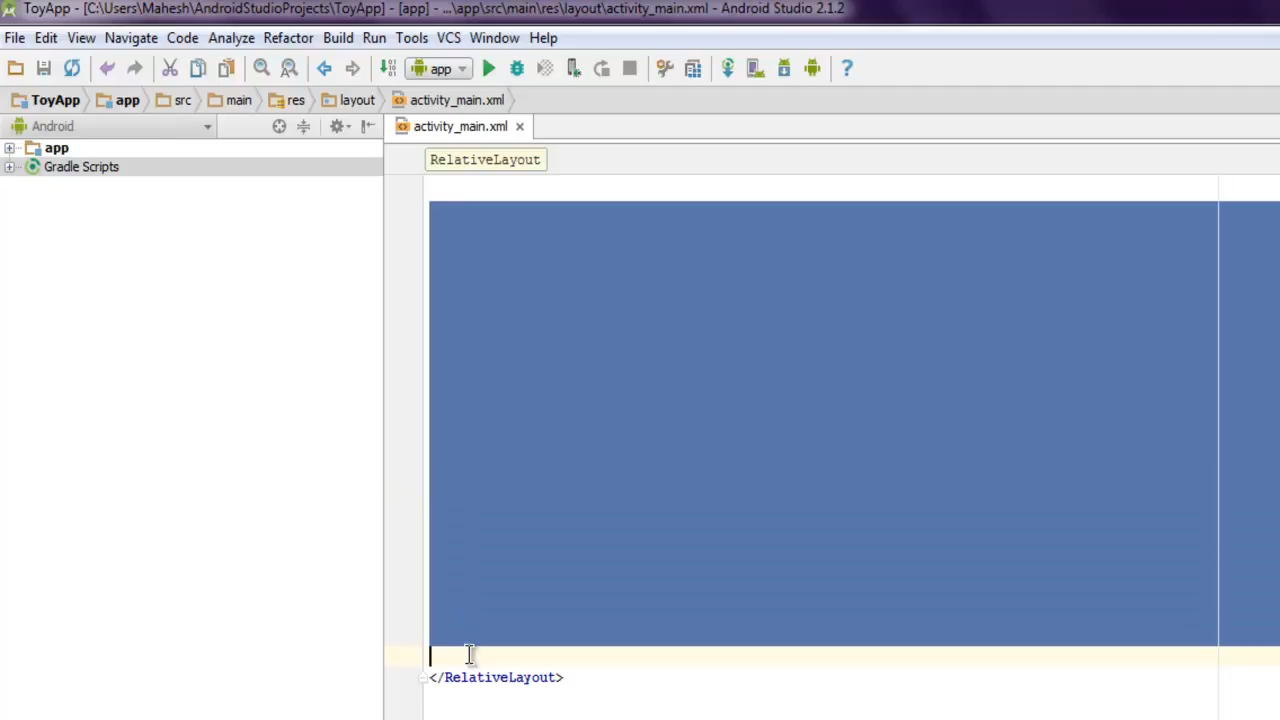 ToyApp - [C:\Users\Mahesh\AndroidStudioProjects\ToyApp] - [app] - ...\app\src\main\res\layout\activity_main.xml - Android Studio 2.1.2
File Edit View Navigate Code Analyze Refactor Build Run Tools VCS Window Help
app
ToyApp app src main res layout activity_main.xml
Android activity_main.xml
app
RelativeLayout
Gradle Scripts
</RelativeLayout>